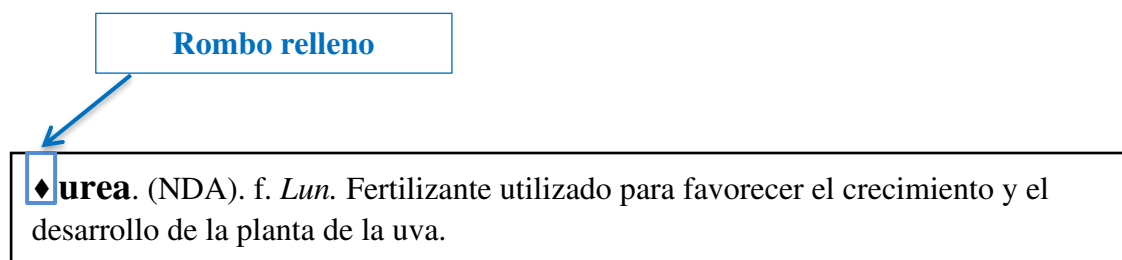 Rombo relleno
♦ urea. (NDA). f. Lun. Fertilizante utilizado para favorecer el crecimiento y el
desarrollo de la planta de la uva.